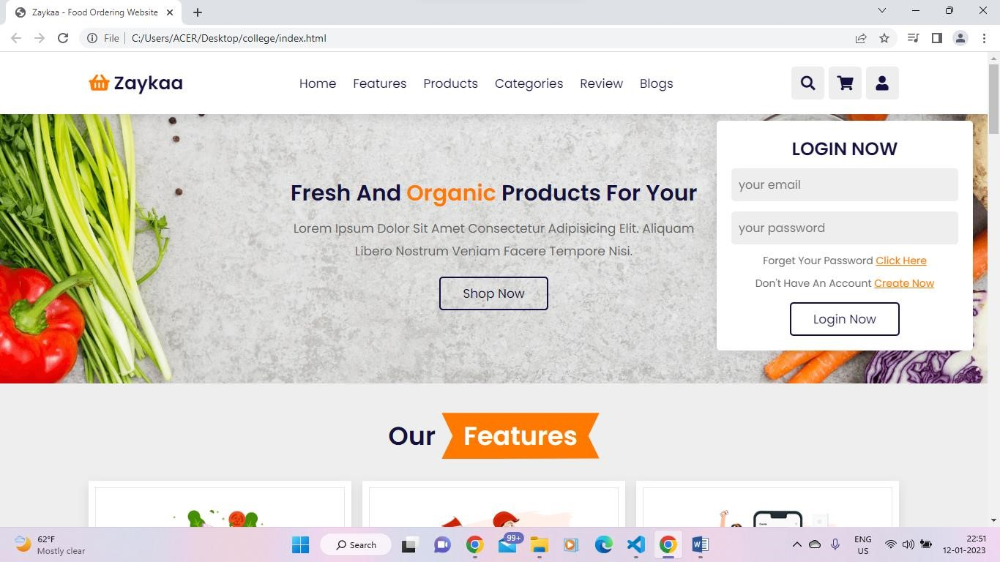 Zaykaa - Food Ordering Website
File
C:/Users/ACER/Desktop/college/index.html
Zaykaa
Home Features Products Categories Review Blogs
LOGIN NOW
your email
your password
Forget Your Password Click Here
Don't Have An Account Create Now
Login Now
Fresh And Organic Products For Your
Lorem Ipsum Dolor Sit Amet Consectetur Adipisicing Elit. Aliquam
Libero Nostrum Veniam Facere Tempore Nisi.
Shop Now
Our Features
62°F
Mostly clear
Search
99+
ENG
US
22:51
12-01-2023